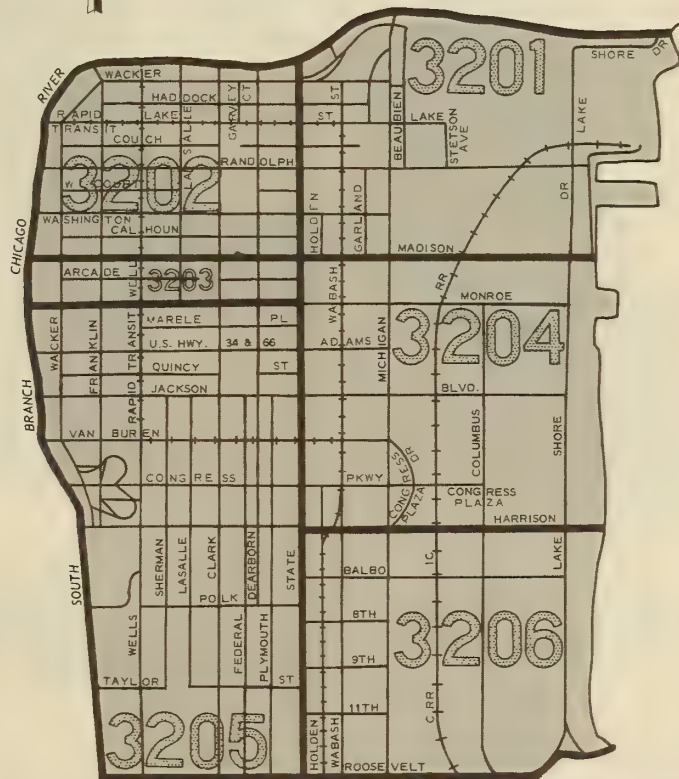 3201
SHORE DR
RIVER
WACKER
HADDOCK
GARVEY CT
RAPID TRANSIT
LAKE ST
LAKE
COUCH
LA SALLE
RANDOLPH
ST
BEAUBIEN
STETSON AVE
LAKE
3202
W COURT
WASHINGTON
CALHOUN
HOLDEN
GARLAND
DR
MADISON
CHICAGO
ARCADE
WELLS
3203
RR
WABASH
MONROE
MARBLE PL
U.S. HWY. 34 & 66
ADAMS
3204
WACKER
FRANKLIN
RAPID TRANSIT
QUINCY ST
JACKSON
MICHIGAN
BLVD.
BRANCH
VAN BUREN
COLUMBUS
SHORE
CONGRESS
PKWY
CONGRESS DR
CONGRESS PLAZA
PLAZA
HARRISON
SOUTH
SHERMAN
LASALLE
CLARK
DEARBORN
STATE
BALBO
IC
LAKE
POLK
WELLS
FEDERAL
PLYMOUTH
8TH
9TH
3206
TAYLOR
ST
11TH
C RR
3205
HOLDEN
WABASH
ROOSEVELT